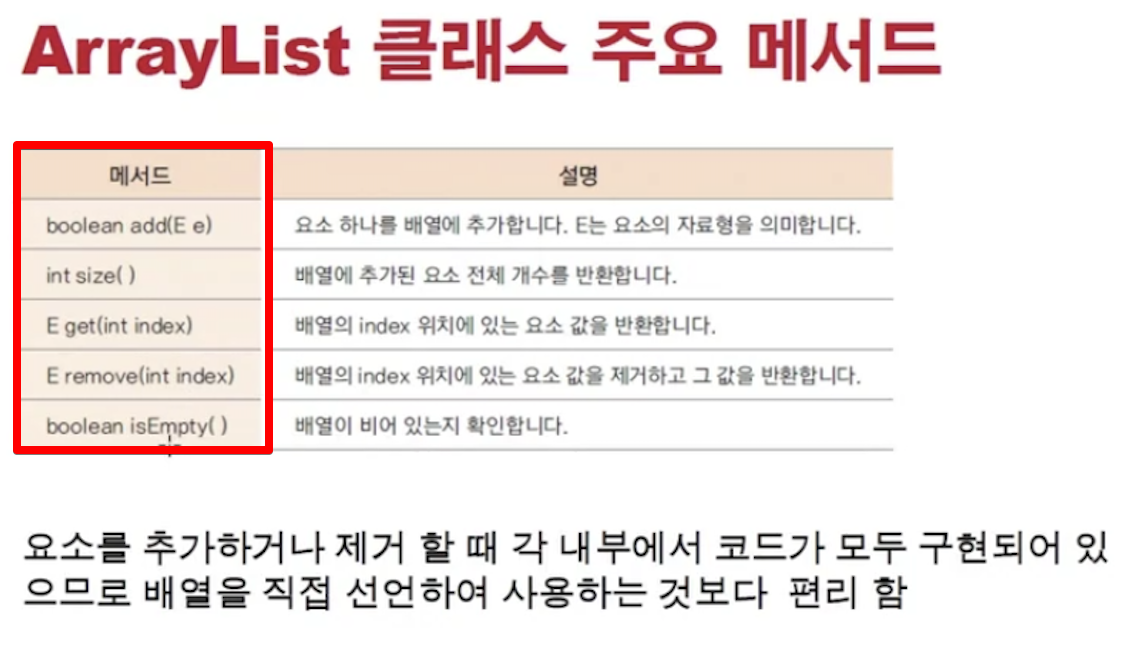 ArrayList 클래스 주요 메서드
메서드 설명
boolean add(E e) 요소 하나를 배열에 추가합니다. E는 요소의 자료형을 의미합니다.
int size( ) 배열에 추가된 요소 전체 개수를 반환합니다.
E get(int index) 배열의 index 위치에 있는 요소 값을 반환합니다.
E remove(int index) 배열의 index 위치에 있는 요소 값을 제거하고 그 값을 반환합니다.
boolean isEmpty( ) 배열이 비어 있는지 확인합니다.
요소를 추가하거나 제거 할 때 각 내부에서 코드가 모두 구현되어 있
으므로 배열을 직접 선언하여 사용하는 것보다 편리 함